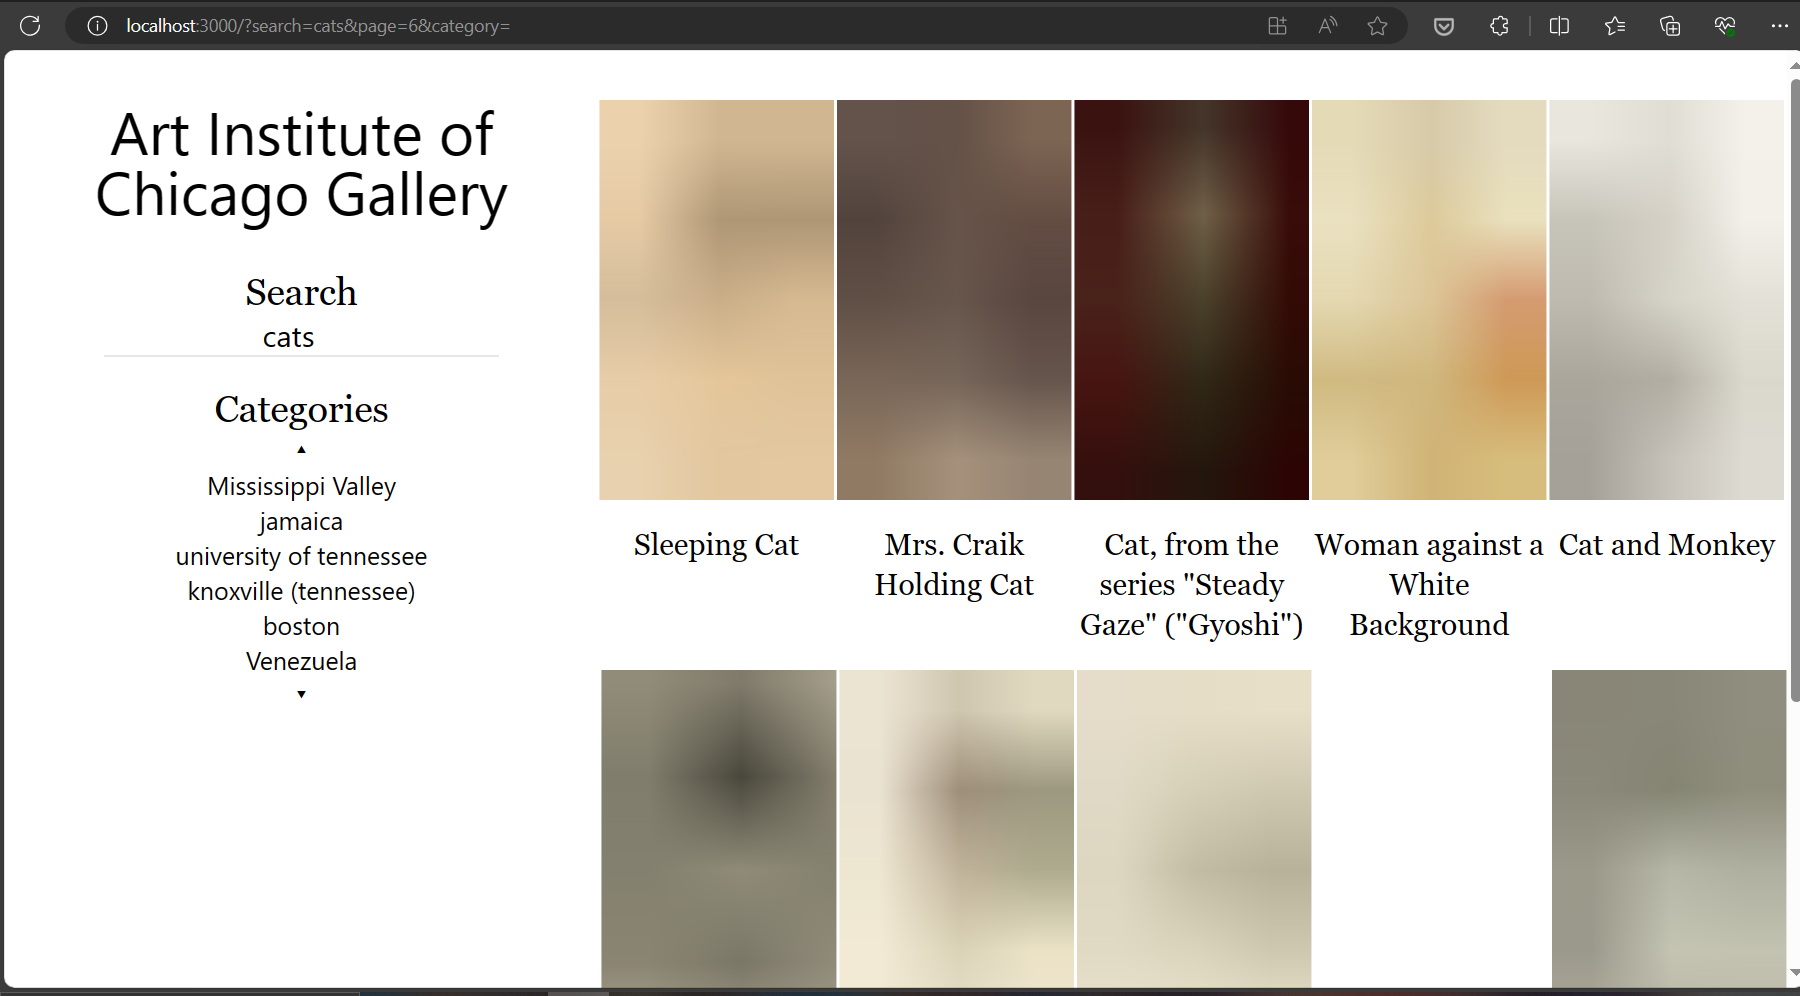 localhost:3000/?search=cats&page=6&category=
Art Institute of
Chicago Gallery
Search
cats
Categories
Mississippi Valley
jamaica
university of tennessee
knoxville (tennessee)
boston
Venezuela
Sleeping Cat
Mrs. Craik
Holding Cat
Cat, from the
series "Steady
Gaze" ("Gyoshi")
Woman against a
White
Background
Cat and Monkey